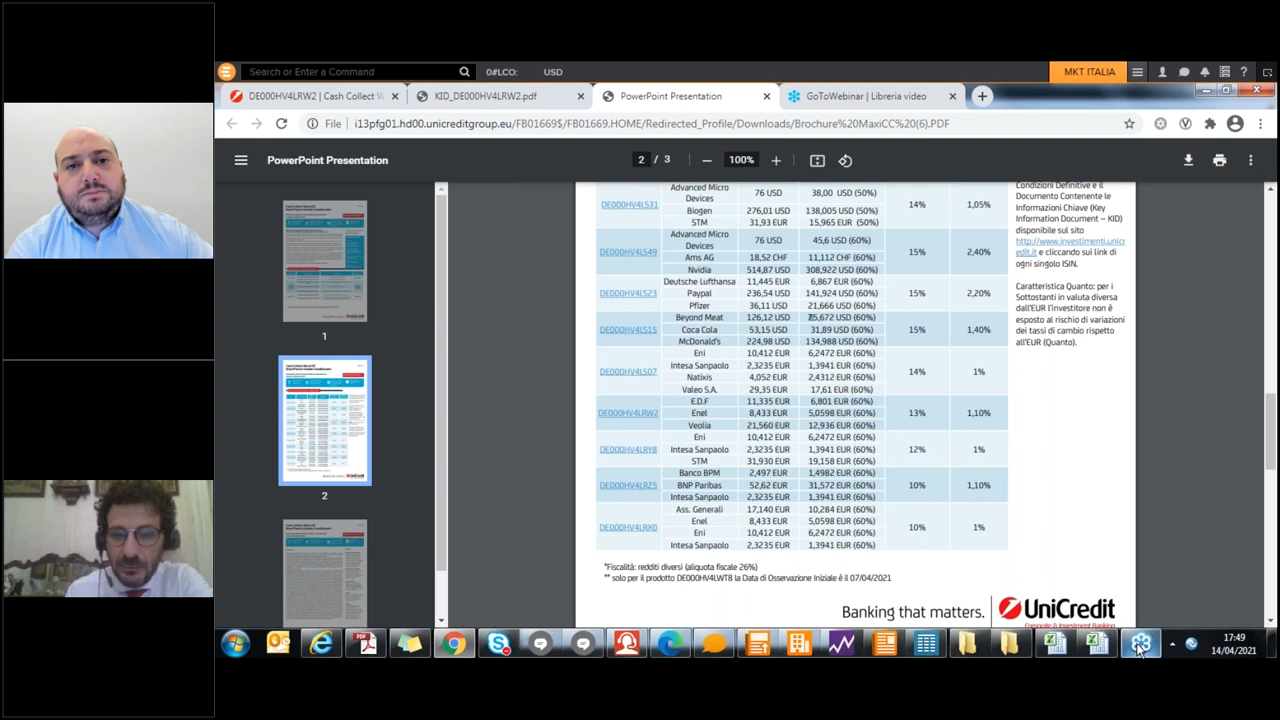 Search or Enter a Command
0#LCO:
USD
MKT ITALIA
DE000HV4LRW2 | Cash Collect W
KID_DE000HV4LRW2.pdf
PowerPoint Presentation
GoToWebinar | Libreria video
File
i13pfg01.hd00.unicreditgroup.eu/FB01669$/FB01669.HOME/Redirected_Profile/Downloads/Brochure%20MaxiCC%20(6).PDF
PowerPoint Presentation
2 / 3
100%
1
2
DE000HV4LS31
Advanced Micro Devices 76 USD 38,00 USD (50%)
Biogen 276,01 USD 138,005 USD (50%)
STM 31,93 EUR 15,965 EUR (50%)
14% 1,05%
DE000HV4LS49
Advanced Micro Devices 76 USD 45,6 USD (60%)
Ams AG 18,52 CHF 11,112 CHF (60%)
Nvidia 514,87 USD 308,922 USD (60%)
15% 2,40%
DE000HV4LS23
Deutsche Lufthansa 11,445 EUR 6,867 EUR (60%)
Paypal 236,54 USD 141,924 USD (60%)
Pfizer 36,11 USD 21,666 USD (60%)
15% 2,20%
DE000HV4LS15
Beyond Meat 126,12 USD 75,672 USD (60%)
Coca Cola 53,15 USD 31,89 USD (60%)
McDonald's 224,98 USD 134,988 USD (60%)
15% 1,40%
DE000HV4LS07
Eni 10,412 EUR 6,2472 EUR (60%)
Intesa Sanpaolo 2,3235 EUR 1,3941 EUR (60%)
Natixis 4,052 EUR 2,4312 EUR (60%)
Valeo S.A. 29,35 EUR 17,61 EUR (60%)
14% 1%
DE000HV4LRW2
E.D.F 11,335 EUR 6,801 EUR (60%)
Enel 8,433 EUR 5,0598 EUR (60%)
Veolia 21,560 EUR 12,936 EUR (60%)
13% 1,10%
DE000HV4LRY8
Eni 10,412 EUR 6,2472 EUR (60%)
Intesa Sanpaolo 2,3235 EUR 1,3941 EUR (60%)
STM 31,930 EUR 19,158 EUR (60%)
12% 1%
DE000HV4LRZ5
Banco BPM 2,497 EUR 1,4982 EUR (60%)
BNP Paribas 52,62 EUR 31,572 EUR (60%)
Intesa Sanpaolo 2,3235 EUR 1,3941 EUR (60%)
10% 1,10%
DE000HV4LRX0
Ass. Generali 17,140 EUR 10,284 EUR (60%)
Enel 8,433 EUR 5,0598 EUR (60%)
Eni 10,412 EUR 6,2472 EUR (60%)
Intesa Sanpaolo 2,3235 EUR 1,3941 EUR (60%)
10% 1%
Condizioni Definitive e il
Documento Contenente le
Informazioni Chiave (Key
Information Document – KID)
disponibile sul sito
http://www.investimenti.unicr
edit.it e cliccando sui link di
ogni singolo ISIN.
Caratteristica Quanto: per i
Sottostanti in valuta diversa
dall'EUR l'investitore non è
esposto al rischio di variazioni
dei tassi di cambio rispetto
all'EUR (Quanto).
*Fiscalità: redditi diversi (aliquota fiscale 26%)
** solo per il prodotto DE000HV4LWT8 la Data di Osservazione Iniziale è il 07/04/2021
Banking that matters.
UniCredit
Corporate & Investment Banking
17:49
14/04/2021